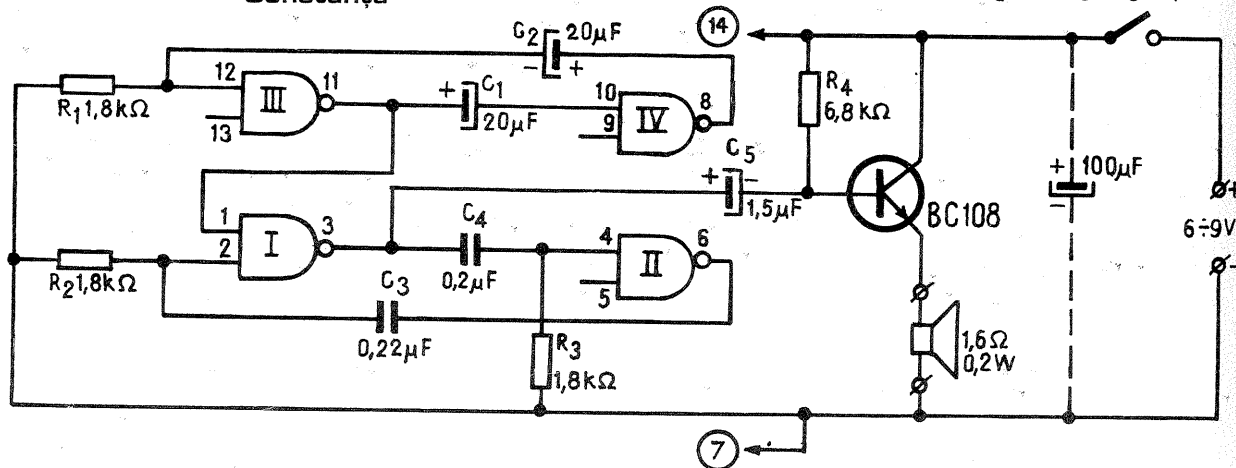 Constanța
C2 20µF
- +
14
R1 1,8kΩ
12
III
11
13
+ C1
20µF
10
9
IV
8
R4
6,8kΩ
C5
+ -
1,5µF
BC108
+
100µF
-
+
6÷9V
-
1
2
I
3
C4
0,2µF
4
5
II
6
R2 1,8kΩ
C3
0,22µF
R3
1,8kΩ
1,6Ω
0,2W
7